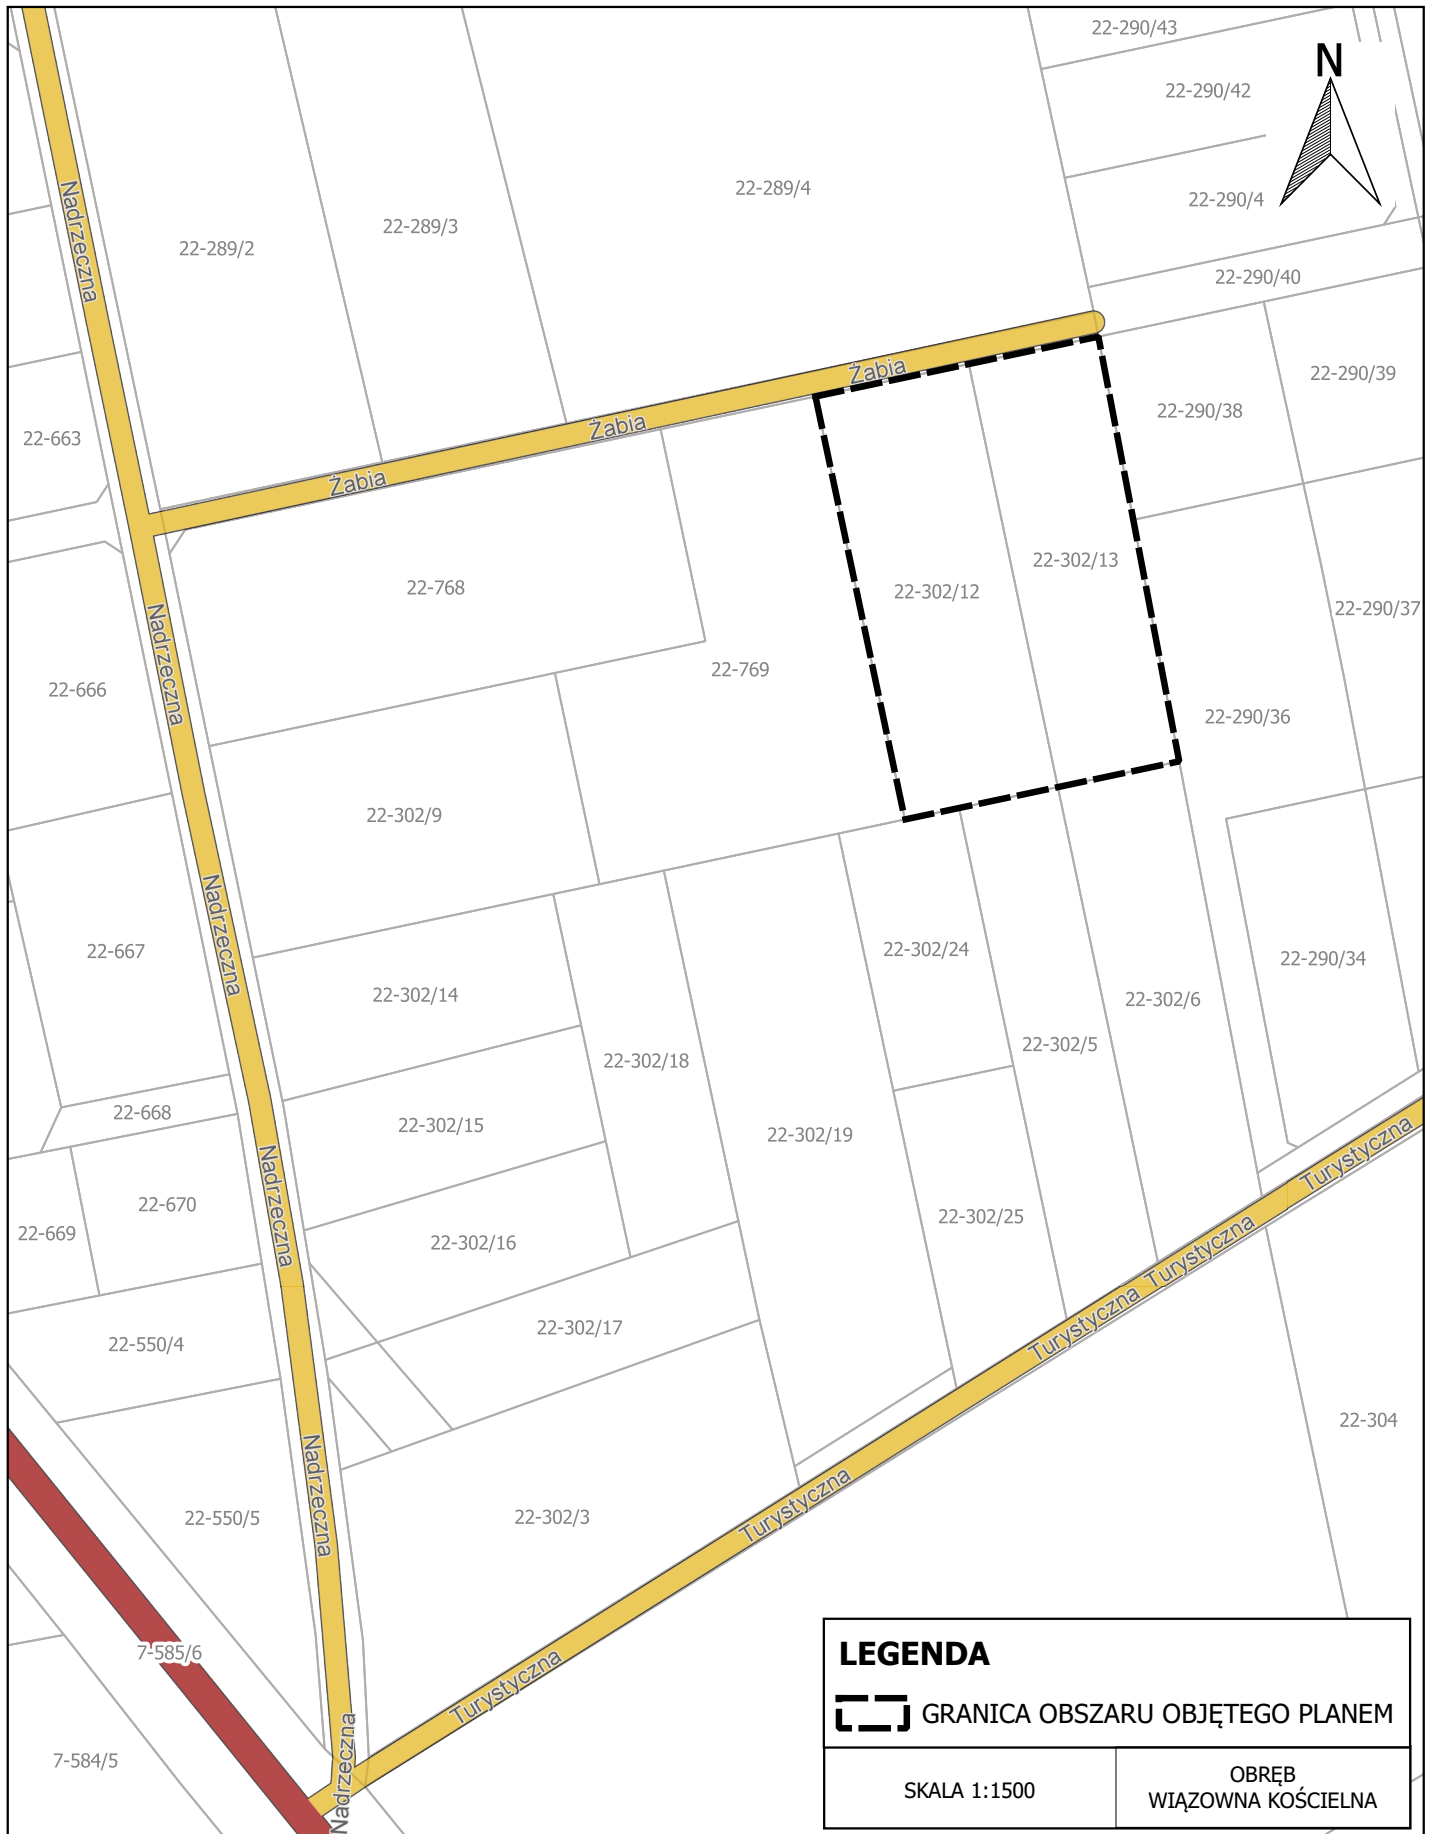 22-290/43
N
22-290/42
22-289/4
22-290/4
Nadrzeczna
22-289/3
22-289/2
22-290/40
Żabia
22-290/39
22-290/38
Żabia
22-663
Żabia
22-302/13
22-768
22-302/12
22-290/37
Nadrzeczna
22-769
22-666
22-290/36
22-302/9
Nadrzeczna
22-667
22-302/24
22-290/34
22-302/14
22-302/6
22-302/5
22-302/18
22-668
22-302/15
22-302/19
Turystyczna
Nadrzeczna
22-670
22-302/25
22-669
22-302/16
Turystyczna
22-302/17
Turystyczna
22-550/4
22-304
Nadrzeczna
Turystyczna
22-550/5
22-302/3
7-585/6
Turystyczna
7-584/5
Nadrzeczna
LEGENDA
GRANICA OBSZARU OBJĘTEGO PLANEM
SKALA 1:1500
OBRĘB
WIĄZOWNA KOŚCIELNA